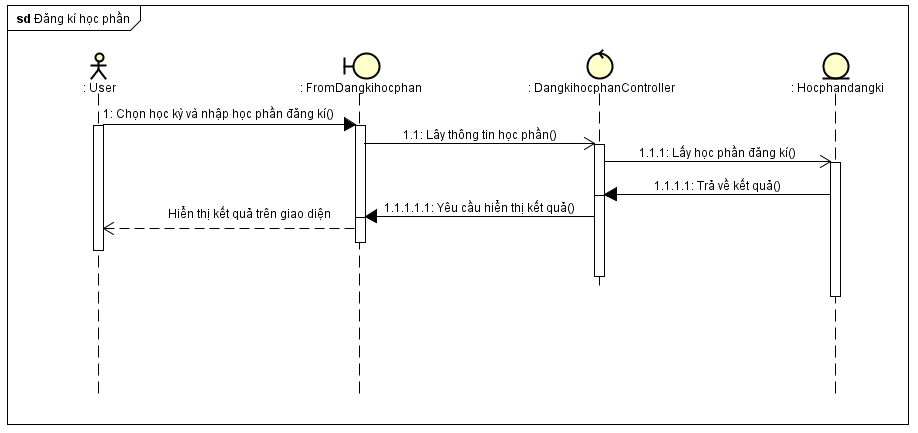 sd Đăng kí học phần
: User
: FromDangkihocphan
: DangkihocphanController
: Hocphandangki
1: Chọn học kỳ và nhập học phần đăng kí()
1.1: Lây thông tin học phần()
1.1.1: Lấy học phần đăng kí()
1.1.1.1: Trả về kết quả()
1.1.1.1.1: Yêu cầu hiển thị kết quả()
Hiển thị kết quả trên giao diện